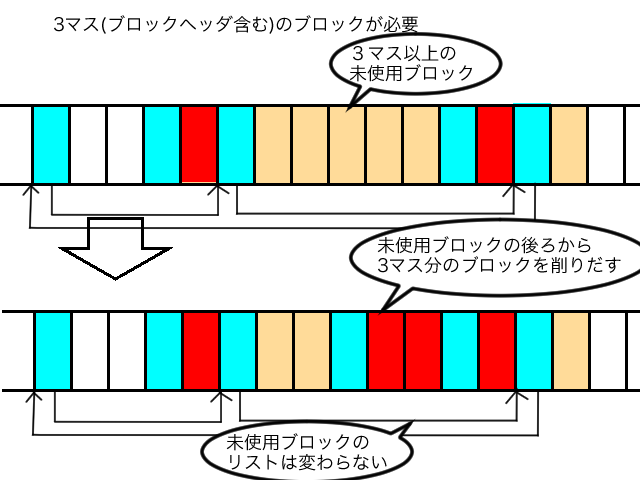 3マス(ブロックヘッダ含む)のブロックが必要
３マス以上の
未使用ブロック
未使用ブロックの後ろから
3マス分のブロックを削りだす
未使用ブロックの
リストは変わらない